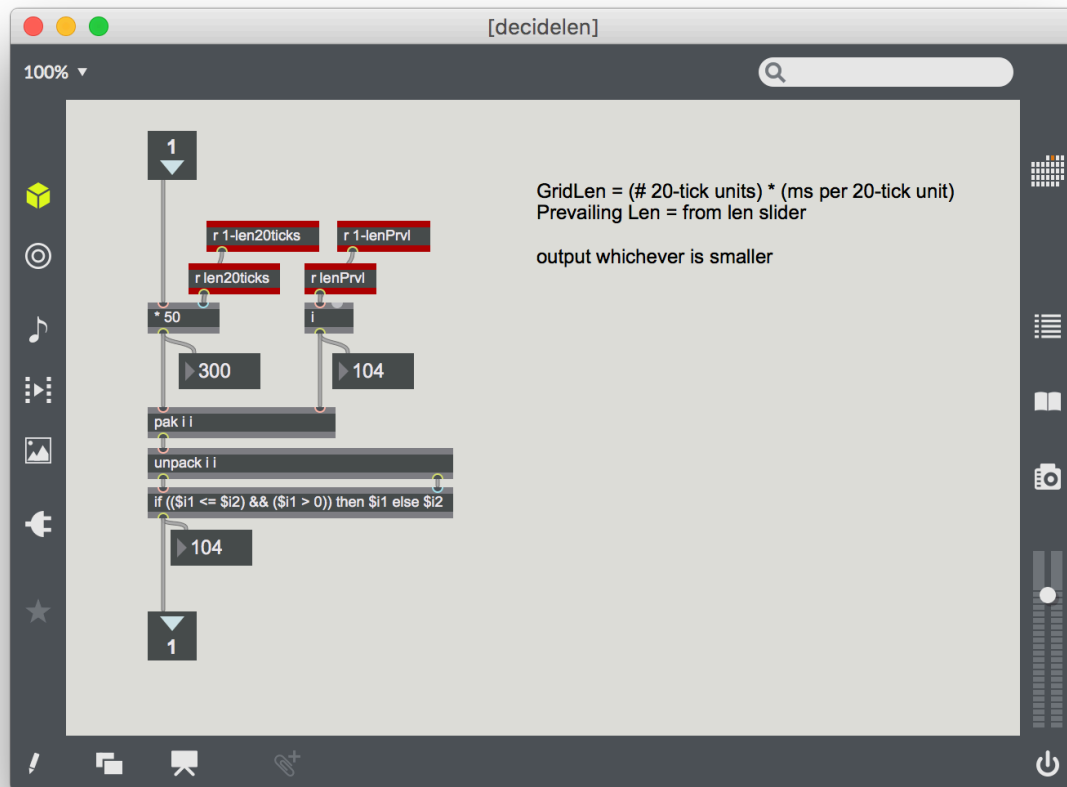 [decidelen]
100%
1
r 1-len20ticks
r 1-lenPrvl
r len20ticks
r lenPrvl
* 50
i
300
104
pak i i
unpack i i
if (($i1 <= $i2) && ($i1 > 0)) then $i1 else $i2
104
1
GridLen = (# 20-tick units) * (ms per 20-tick unit)
Prevailing Len = from len slider
output whichever is smaller